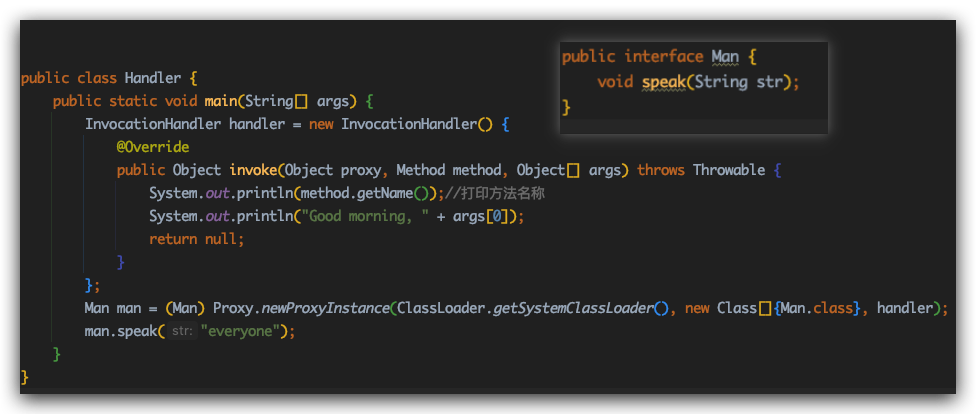 public class Handler {
    public static void main(String[] args) {
        InvocationHandler handler = new InvocationHandler() {
            @Override
            public Object invoke(Object proxy, Method method, Object[] args) throws Throwable {
                System.out.println(method.getName());//打印方法名称
                System.out.println("Good morning, " + args[0]);
                return null;
            }
        };
        Man man = (Man) Proxy.newProxyInstance(ClassLoader.getSystemClassLoader(), new Class[]{Man.class}, handler);
        man.speak( str: "everyone");
    }
}
public interface Man {
    void speak(String str);
}